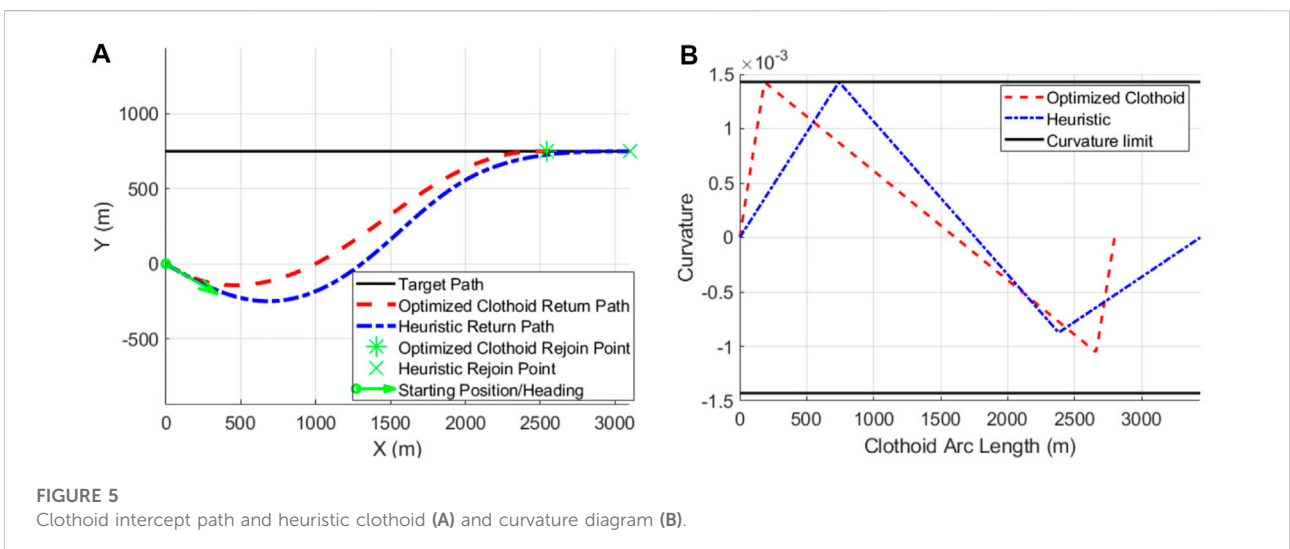 A
1000
500
0
-500
Y (m)
0 500 1000 1500 2000 2500 3000
X (m)
Target Path
Optimized Clothoid Return Path
Heuristic Return Path
Optimized Clothoid Rejoin Point
Heuristic Rejoin Point
Starting Position/Heading
B
×10⁻³
1.5
1
0.5
0
-0.5
-1
-1.5
Curvature
0 500 1000 1500 2000 2500 3000
Clothoid Arc Length (m)
Optimized Clothoid
Heuristic
Curvature limit
FIGURE 5
Clothoid intercept path and heuristic clothoid (A) and curvature diagram (B).